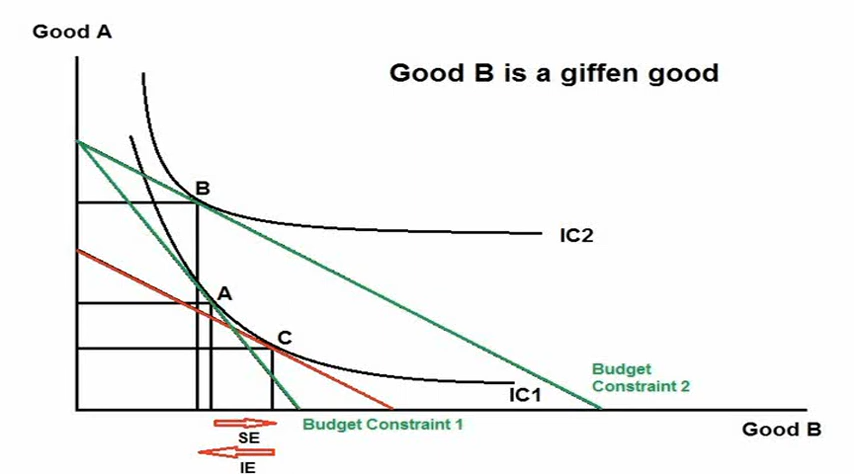 Good A
Good B is a giffen good
B
IC2
A
C
Budget
Constraint 2
IC1
Budget Constraint 1
Good B
SE
IE